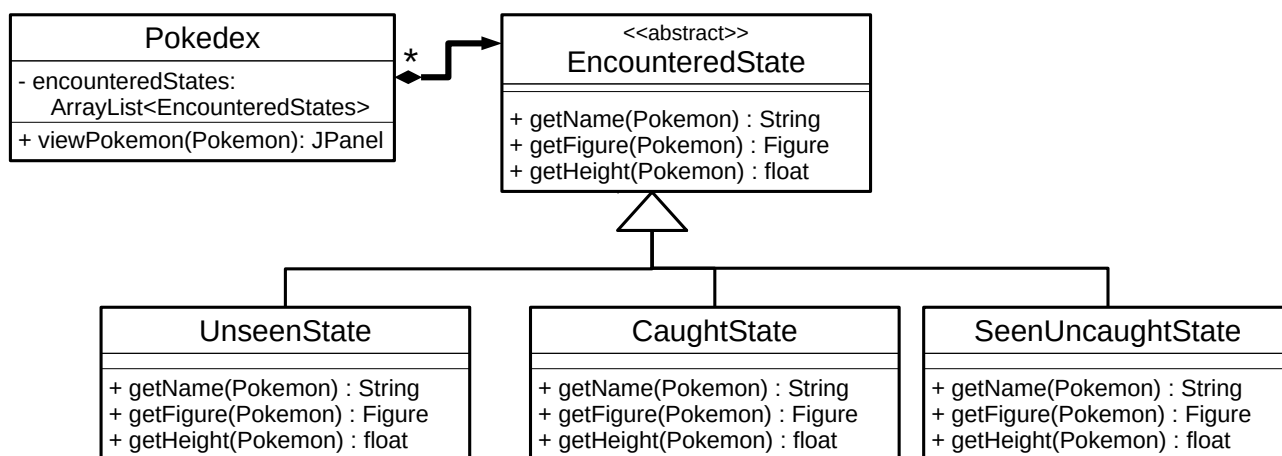 Pokedex
- encounteredStates:
ArrayList<EncounteredStates>
+ viewPokemon(Pokemon): JPanel
*
<<abstract>>
EncounteredState
+ getName(Pokemon) : String
+ getFigure(Pokemon) : Figure
+ getHeight(Pokemon) : float
UnseenState
+ getName(Pokemon) : String
+ getFigure(Pokemon) : Figure
+ getHeight(Pokemon) : float
CaughtState
+ getName(Pokemon) : String
+ getFigure(Pokemon) : Figure
+ getHeight(Pokemon) : float
SeenUncaughtState
+ getName(Pokemon) : String
+ getFigure(Pokemon) : Figure
+ getHeight(Pokemon) : float